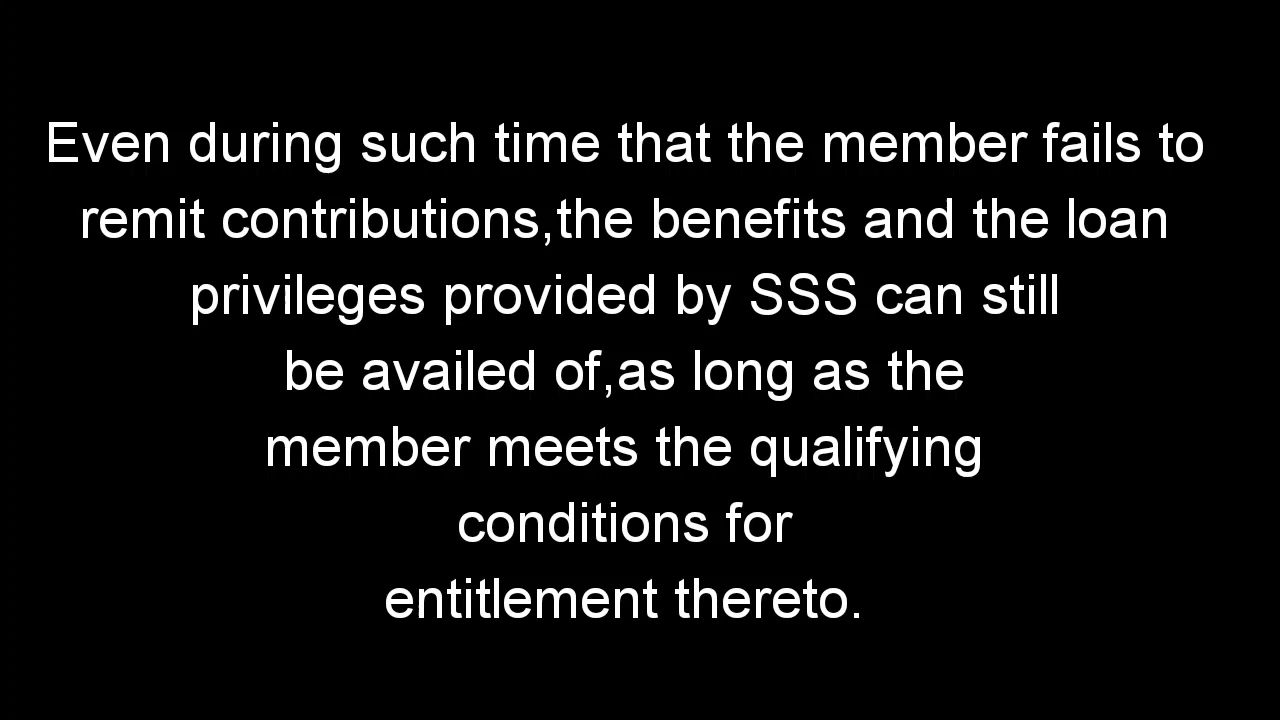 Even during such time that the member fails to
remit contributions,the benefits and the loan
privileges provided by SSS can still
be availed of,as long as the
member meets the qualifying
conditions for
entitlement thereto.